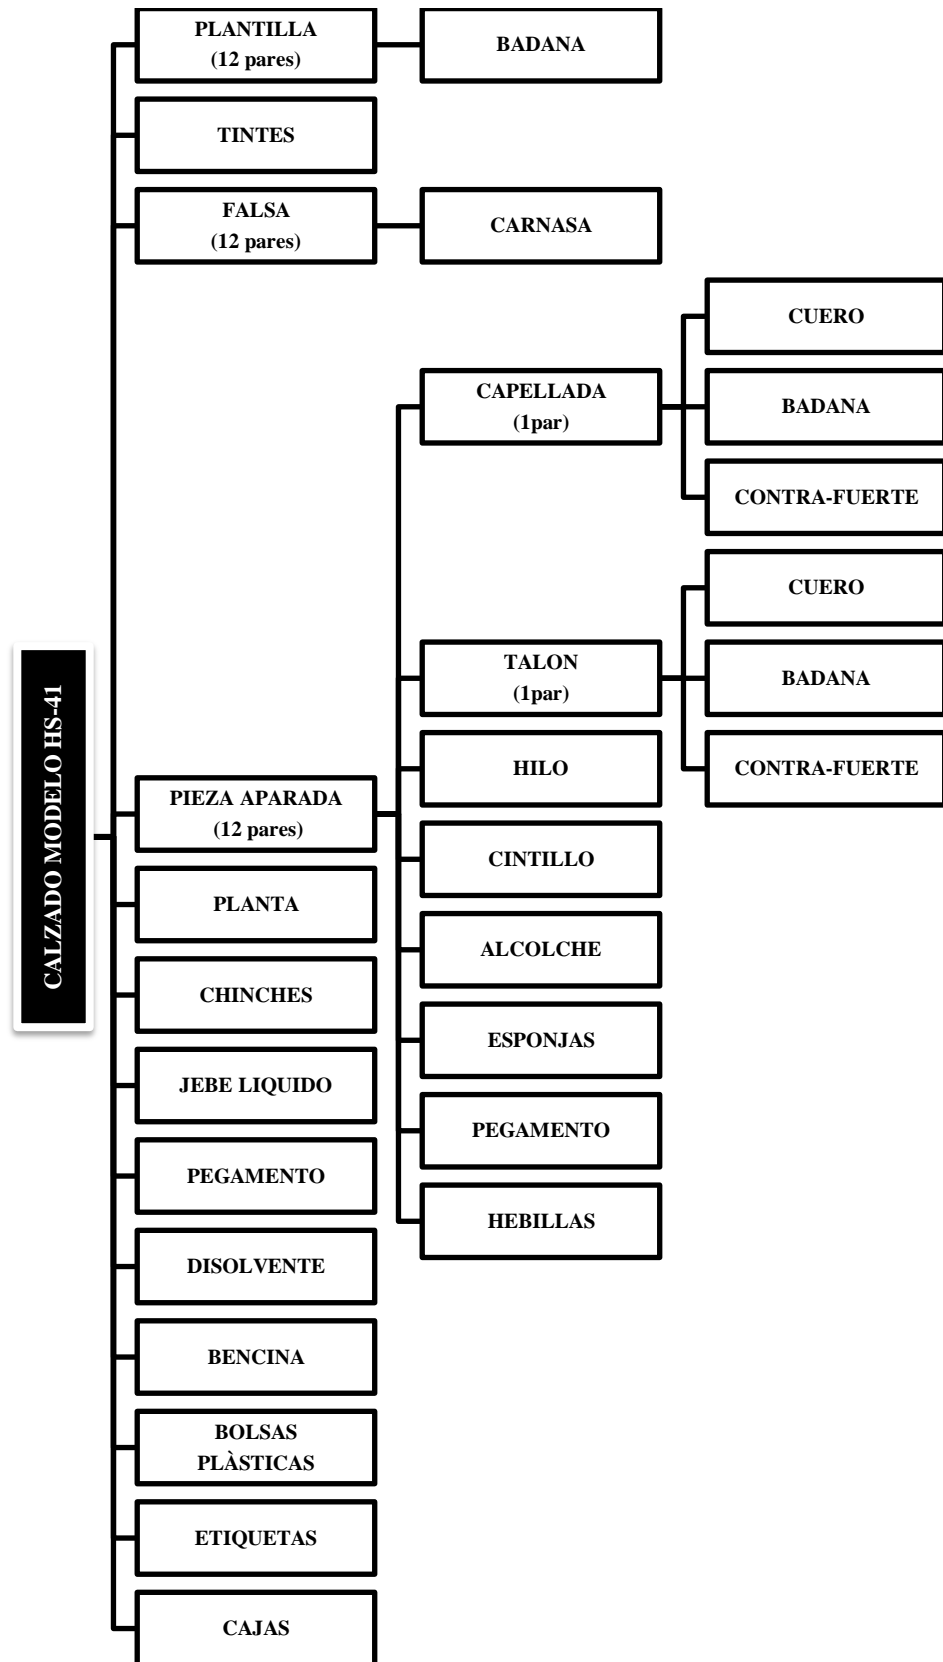 PLANTILLA
(12 pares)
BADANA
TINTES
FALSA
(12 pares)
CARNASA
CUERO
CAPELLADA
(1par)
BADANA
CONTRA-FUERTE
CUERO
TALON
(1par)
BADANA
HILO
CONTRA-FUERTE
CALZADO MODELO HS-41
PIEZA APARADA
(12 pares)
CINTILLO
PLANTA
ALCOLCHE
CHINCHES
ESPONJAS
JEBE LIQUIDO
PEGAMENTO
PEGAMENTO
HEBILLAS
DISOLVENTE
BENCINA
BOLSAS
PLÀSTICAS
ETIQUETAS
CAJAS